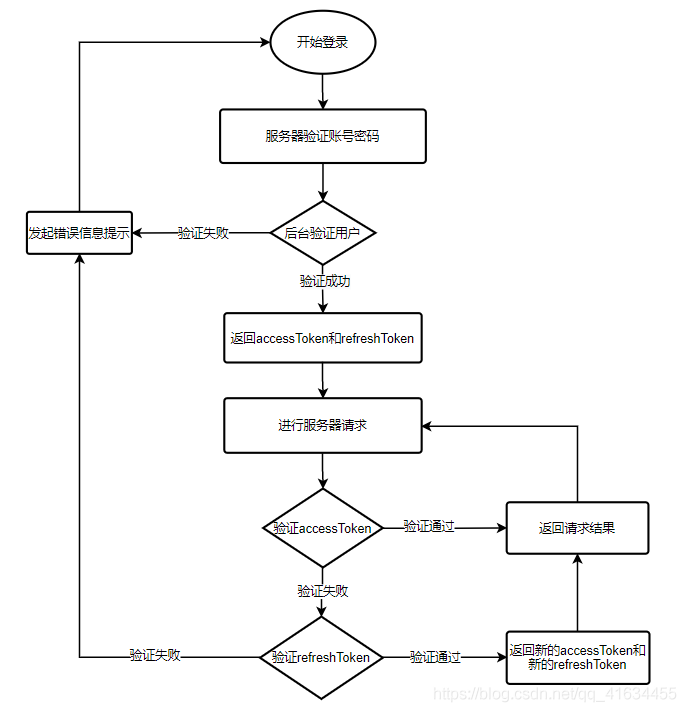 开始登录
服务器验证账号密码
发起错误信息提示
验证失败
后台验证用户
验证成功
返回accessToken和refreshToken
进行服务器请求
验证accessToken
验证通过
返回请求结果
验证失败
验证失败
验证refreshToken
验证通过
返回新的accessToken和
新的refreshToken
https://blog.csdn.net/qq_41634455